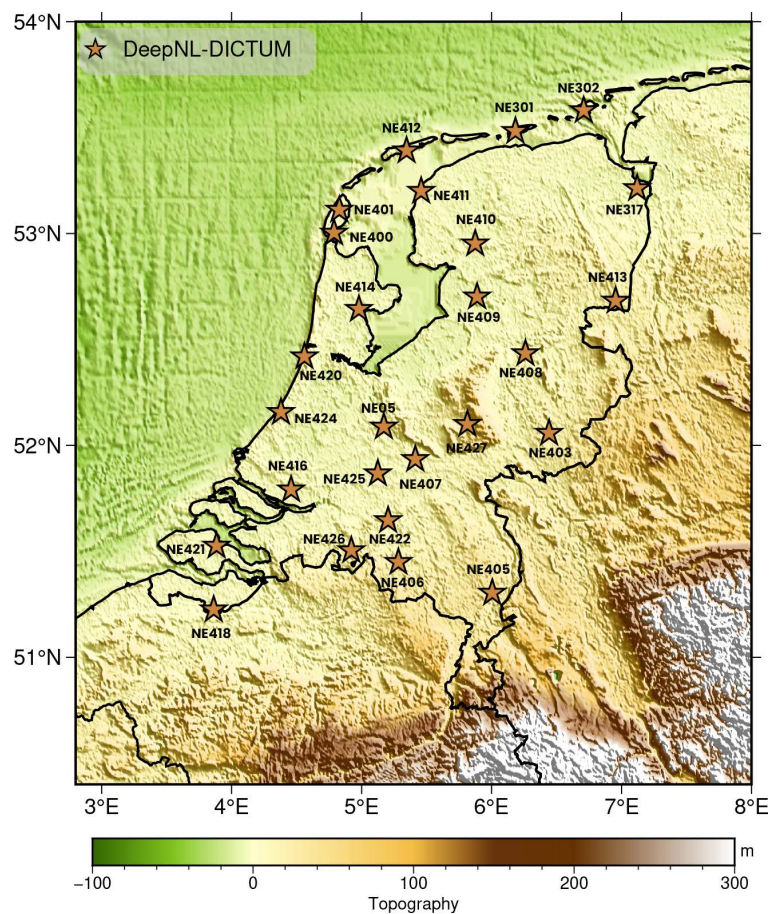 54°N
DeepNL-DICTUM
NE302
NE301
NE412
NE411
NE317
NE401
53°N
NE400
NE410
NE413
NE414
NE409
NE420
NE408
NE05
NE424
NE427
52°N
NE403
NE416
NE425
NE407
NE426
NE422
NE421
NE406
NE405
NE418
51°N
3°E 4°E 5°E 6°E 7°E 8°E
m
−100 0 100 200 300
Topography